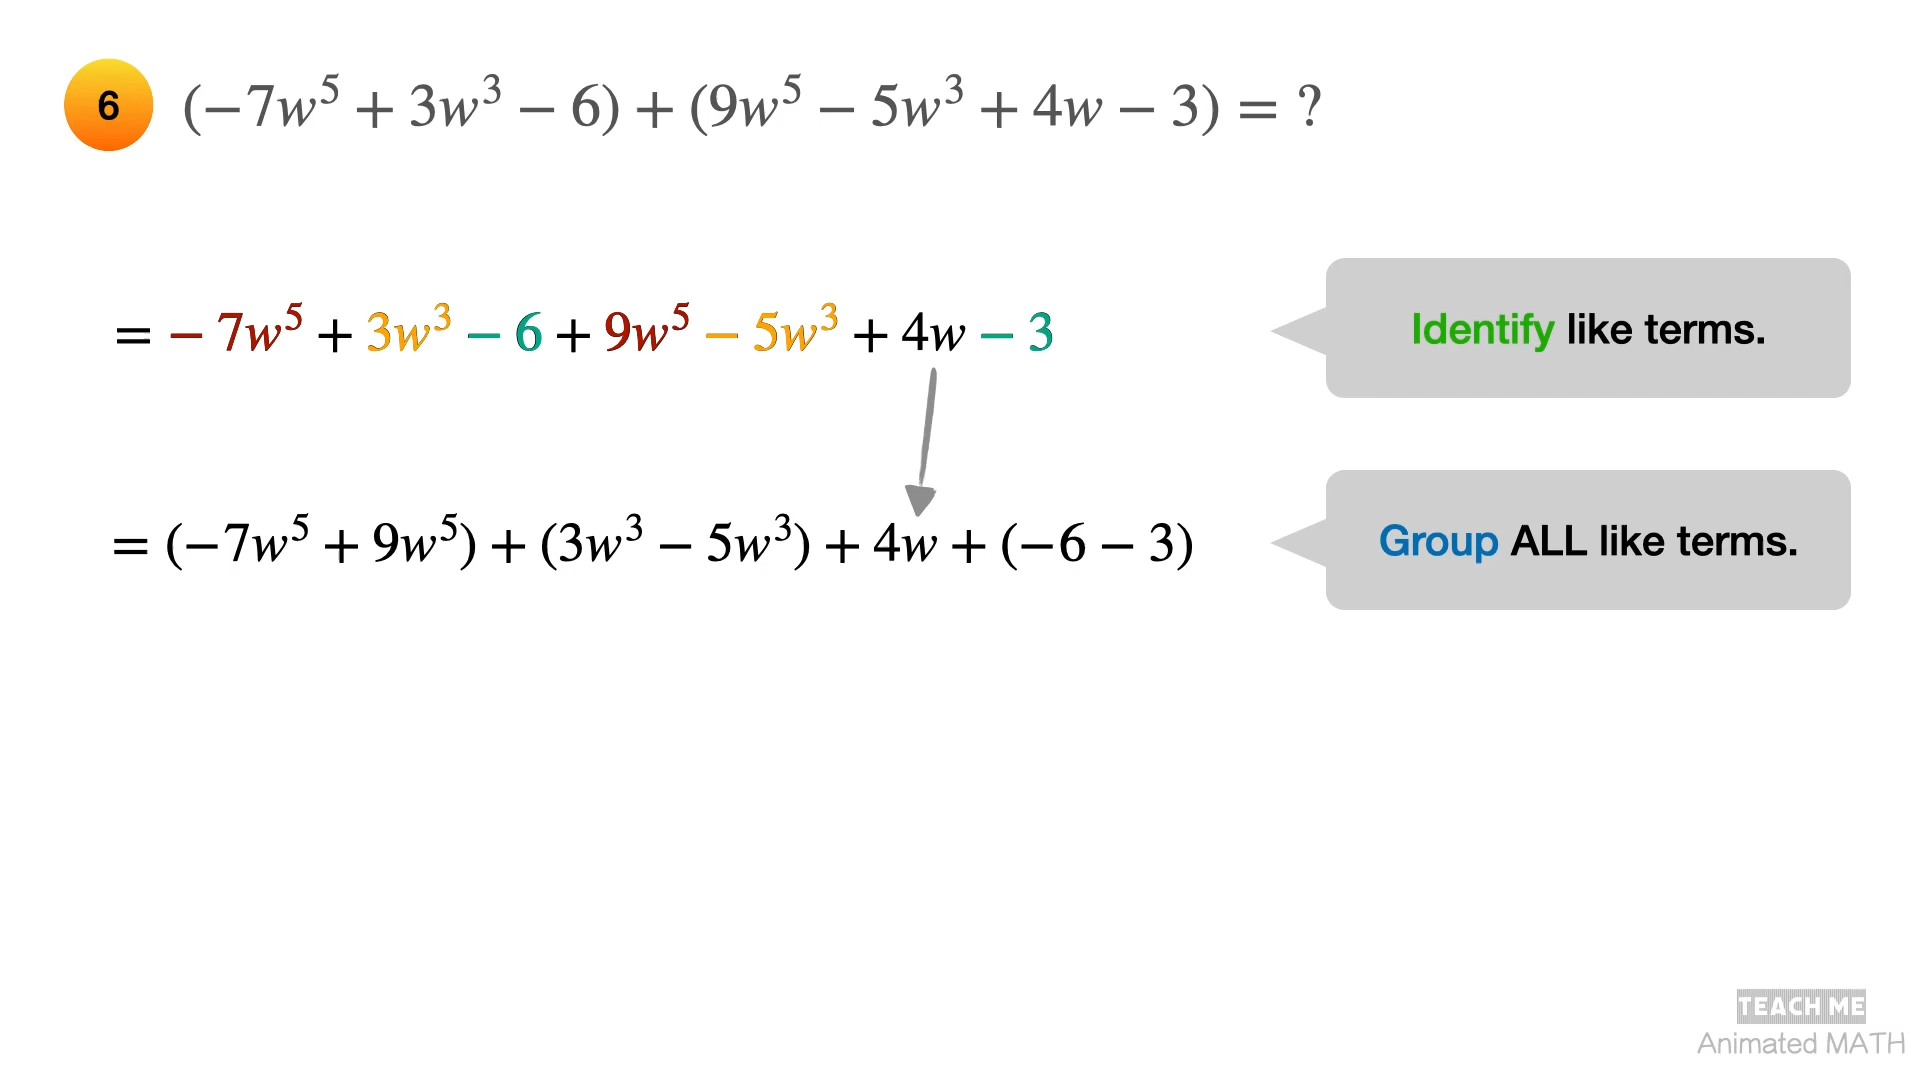 6 (−7w⁵ + 3w³ − 6) + (9w⁵ − 5w³ + 4w − 3) = ?
= − 7w⁵ + 3w³ − 6 + 9w⁵ − 5w³ + 4w − 3
Identify like terms.
= (−7w⁵ + 9w⁵) + (3w³ − 5w³) + 4w + (−6 − 3)
Group ALL like terms.
TEACH ME
Animated MATH